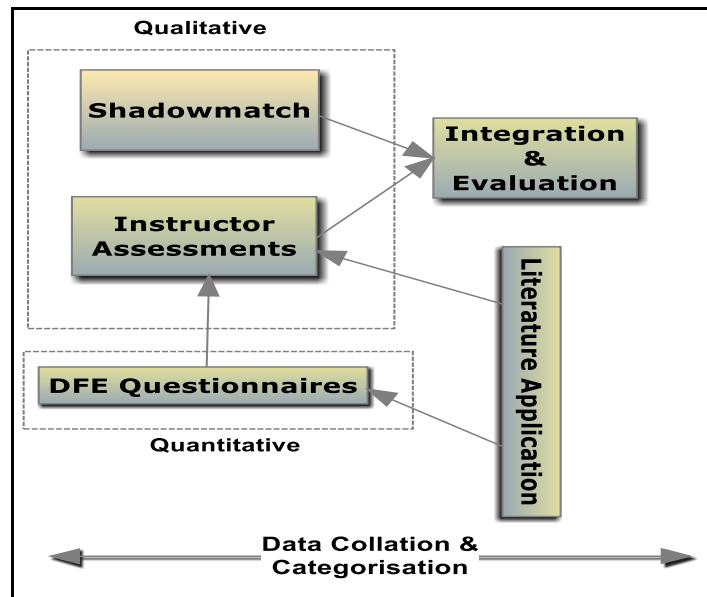 Qualitative
Shadowmatch
Integration
&
Evaluation
Instructor
Assessments
Literature Application
DFE Questionnaires
Quantitative
Data Collation &
Categorisation